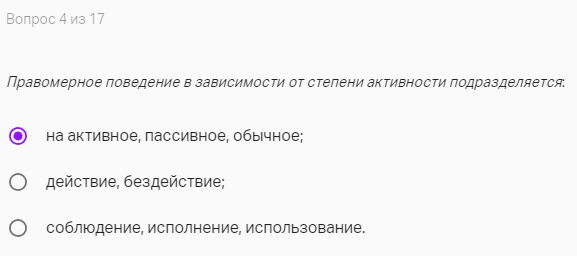 Вопрос 4 из 17
Правомерное поведение в зависимости от степени активности подразделяется:
на активное, пассивное, обычное;
действие, бездействие;
соблюдение, исполнение, использование.